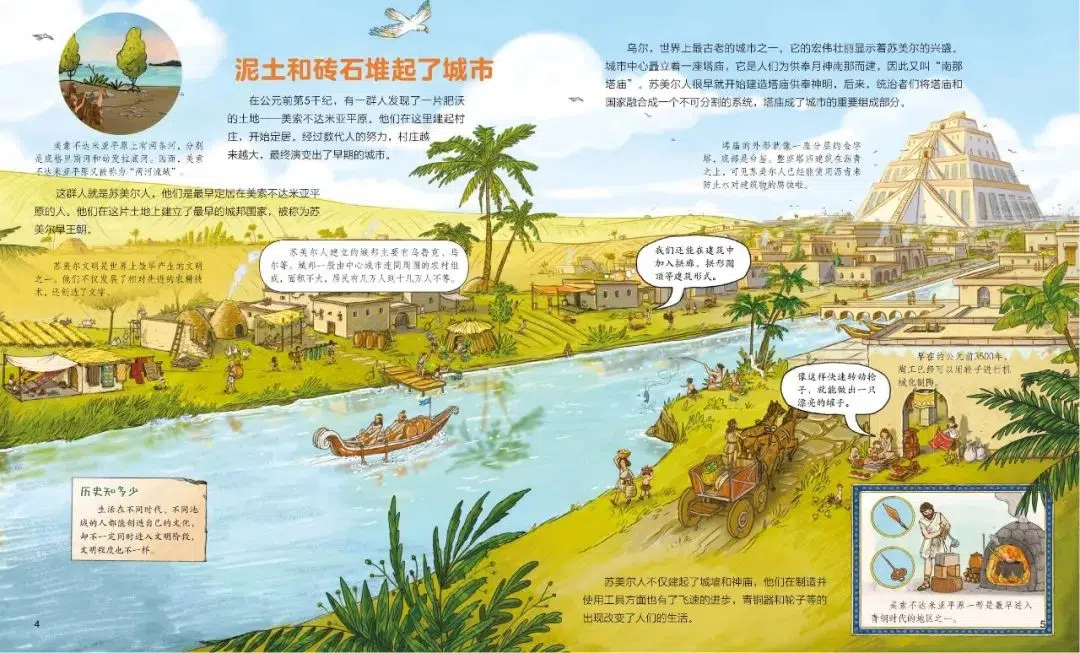 泥土和砖石堆起了城市
在公元前第5千纪，有一群人发现了一片肥沃
的土地——美索不达米亚平原，他们在这里建起村
庄，开始定居。经过数代人的努力，村庄越
来越大，最终演变出了早期的城市。
美索不达米亚平原上有两条河，分别
是底格里斯河和幼发拉底河。因而，美索
不达米亚平原又被称为“两河流域”。
这群人就是苏美尔人，他们是最早定居在美索不达米亚平
原的人。他们在这片土地上建立了最早的城邦国家，被称为苏
美尔早王朝。
苏美尔文明是世界上最早产生的文明
之一。他们不仅发展了相对先进的农耕技
术，还创造了文字。
苏美尔人建立的城邦主要有乌鲁克、乌
尔等。城邦一般由中心城市连同周围的农村组
成，面积不大，居民有几万人到十几万人不等。
历史知多少
生活在不同时代、不同地
域的人都能创造自己的文化，
却不一定同时进入文明阶段，
文明程度也不一样。
4
乌尔，世界上最古老的城市之一，它的宏伟壮丽显示着苏美尔的兴盛。
城市中心矗立着一座塔庙，它是人们为供奉月神南那而建，因此又叫“南那
塔庙”。苏美尔人很早就开始建造塔庙供奉神明，后来，统治者们将塔庙和
国家融合成一个不可分割的系统，塔庙成了城市的重要组成部分。
塔庙的外形就像一座分层的金字
塔，底部是台基。整座塔庙建筑在沥青
之上，可见苏美尔人已经能使用沥青来
防止水对建筑物的腐蚀啦。
我们还能在建筑中
加入拱廊、拱形圆
顶等建筑形式。
早在约公元前3500年，
陶工已经可以用轮子进行机
械化制陶。
像这样快速转动轮
子，就能做出一只
漂亮的罐子。
苏美尔人不仅建起了城墙和神庙，他们在制造并
使用工具方面也有了飞速的进步，青铜器和轮子等的
出现改变了人们的生活。
美索不达米亚平原一带是最早进入
青铜时代的地区之一。
5